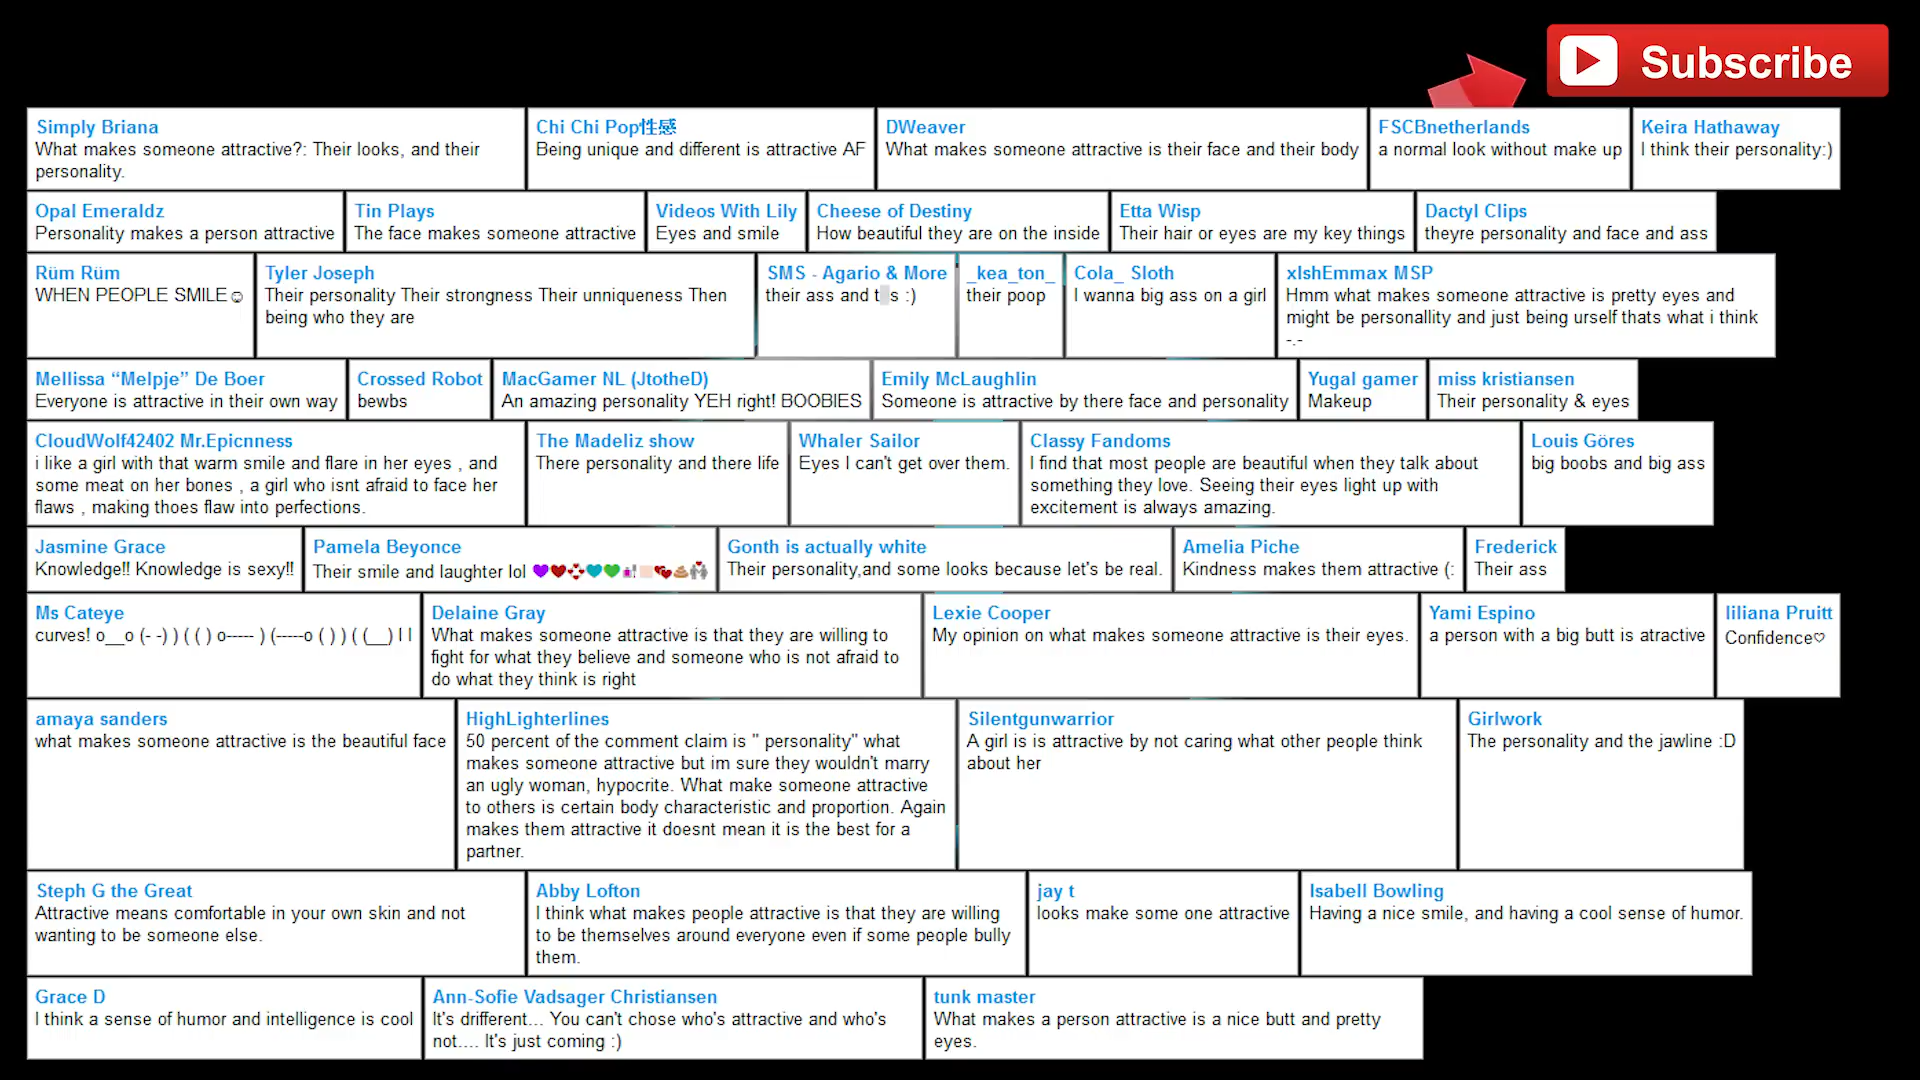 Subscribe
Simply Briana
What makes someone attractive?: Their looks, and their
personality.
Chi Chi Pop性感
Being unique and different is attractive AF
DWeaver
What makes someone attractive is their face and their body
FSCBnetherlands
a normal look without make up
Keira Hathaway
I think their personality:)
Opal Emeraldz
Personality makes a person attractive
Tin Plays
The face makes someone attractive
Videos With Lily
Eyes and smile
Cheese of Destiny
How beautiful they are on the inside
Etta Wisp
Their hair or eyes are my key things
Dactyl Clips
theyre personality and face and ass
Rüm Rüm
WHEN PEOPLE SMILE☺
Tyler Joseph
Their personality Their strongness Their unniqueness Then
being who they are
SMS - Agario & More
their ass and t s :)
_kea_ton_
their poop
Cola_ Sloth
I wanna big ass on a girl
xIshEmmax MSP
Hmm what makes someone attractive is pretty eyes and
might be personallity and just being urself thats what i think
-.-
Mellissa “Melpje” De Boer
Everyone is attractive in their own way
Crossed Robot
bewbs
MacGamer NL (JtotheD)
An amazing personality YEH right! BOOBIES
Emily McLaughlin
Someone is attractive by there face and personality
Yugal gamer
Makeup
miss kristiansen
Their personality & eyes
CloudWolf42402 Mr.Epicnness
i like a girl with that warm smile and flare in her eyes , and
some meat on her bones , a girl who isnt afraid to face her
flaws , making thoes flaw into perfections.
The Madeliz show
There personality and there life
Whaler Sailor
Eyes I can't get over them.
Classy Fandoms
I find that most people are beautiful when they talk about
something they love. Seeing their eyes light up with
excitement is always amazing.
Louis Göres
big boobs and big ass
Jasmine Grace
Knowledge!! Knowledge is sexy!!
Pamela Beyonce
Their smile and laughter lol
Gonth is actually white
Their personality,and some looks because let's be real.
Amelia Piche
Kindness makes them attractive (:
Frederick
Their ass
Ms Cateye
curves! o__o (- -) ) ( ( ) o----- ) (-----o ( ) ) ( (__) I I
Delaine Gray
What makes someone attractive is that they are willing to
fight for what they believe and someone who is not afraid to
do what they think is right
Lexie Cooper
My opinion on what makes someone attractive is their eyes.
Yami Espino
a person with a big butt is atractive
liliana Pruitt
Confidence♡
amaya sanders
what makes someone attractive is the beautiful face
HighLighterlines
50 percent of the comment claim is " personality" what
makes someone attractive but im sure they wouldn't marry
an ugly woman, hypocrite. What make someone attractive
to others is certain body characteristic and proportion. Again
makes them attractive it doesnt mean it is the best for a
partner.
Silentgunwarrior
A girl is is attractive by not caring what other people think
about her
Girlwork
The personality and the jawline :D
Steph G the Great
Attractive means comfortable in your own skin and not
wanting to be someone else.
Abby Lofton
I think what makes people attractive is that they are willing
to be themselves around everyone even if some people bully
them.
jay t
looks make some one attractive
Isabell Bowling
Having a nice smile, and having a cool sense of humor.
Grace D
I think a sense of humor and intelligence is cool
Ann-Sofie Vadsager Christiansen
It's drifferent... You can't chose who's attractive and who's
not.... It's just coming :)
tunk master
What makes a person attractive is a nice butt and pretty
eyes.